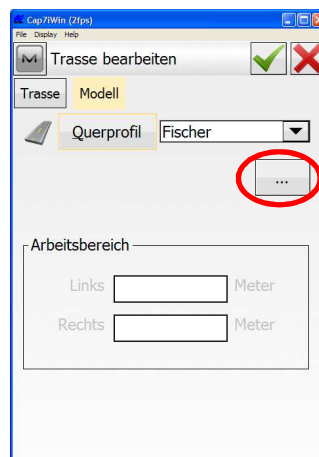 Cap7iWin (2fps)
File Display Help
M Trasse bearbeiten
Trasse Modell
Querprofil Fischer
...
Arbeitsbereich
Links Meter
Rechts Meter